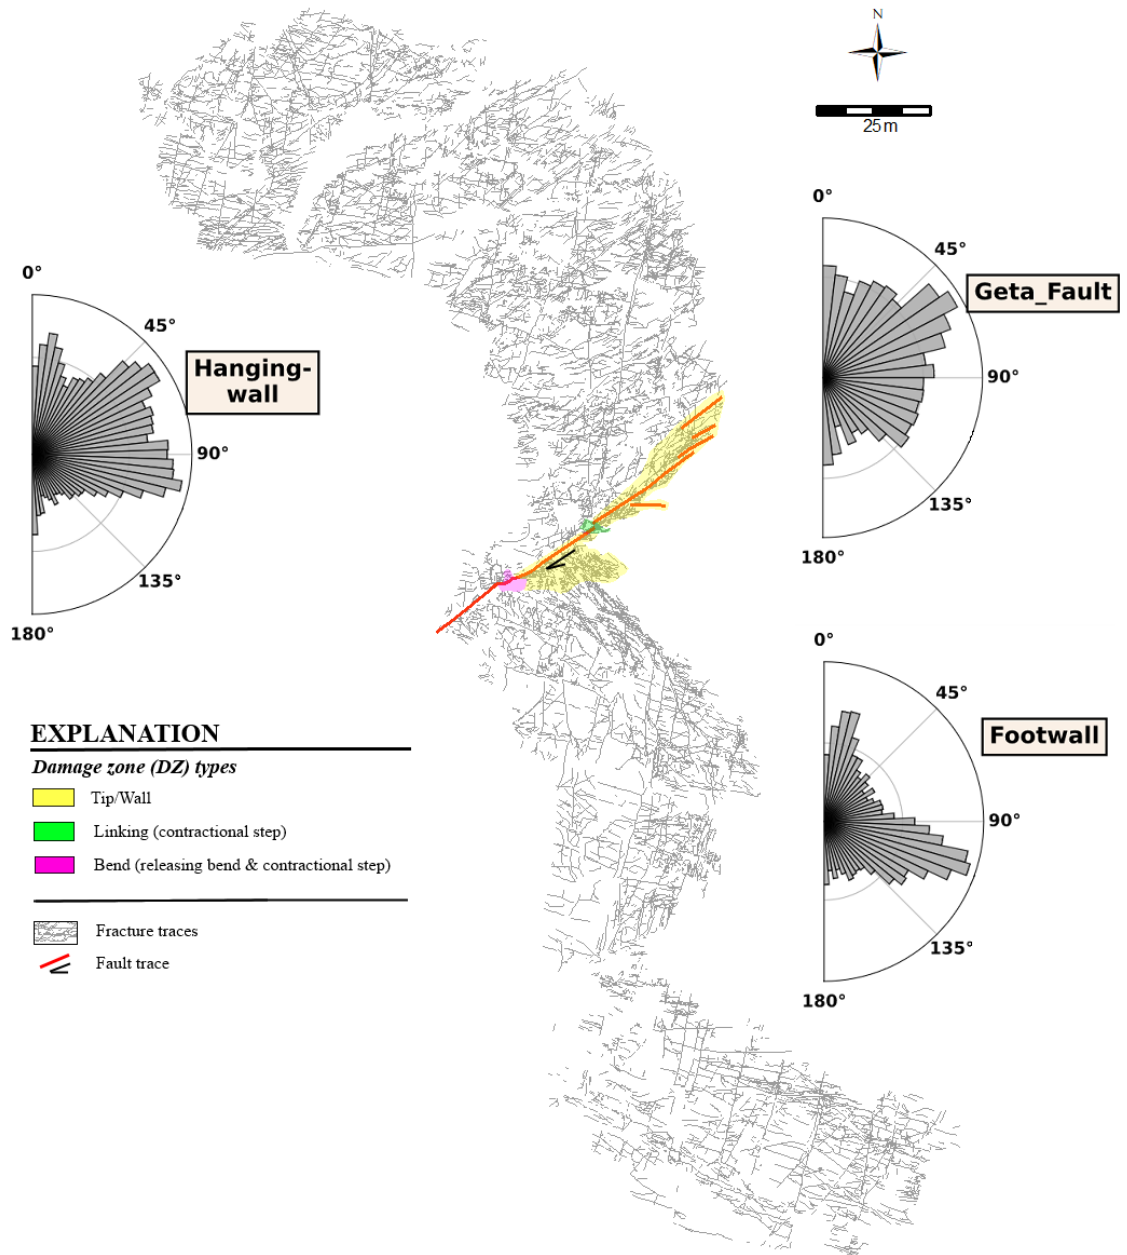 N
25m
0°
45°
Geta_Fault
90°
135°
180°
0°
45°
Hanging-
wall
90°
135°
180°
0°
45°
Footwall
90°
135°
180°
EXPLANATION
Damage zone (DZ) types
Tip/Wall
Linking (contractional step)
Bend (releasing bend & contractional step)
Fracture traces
Fault trace